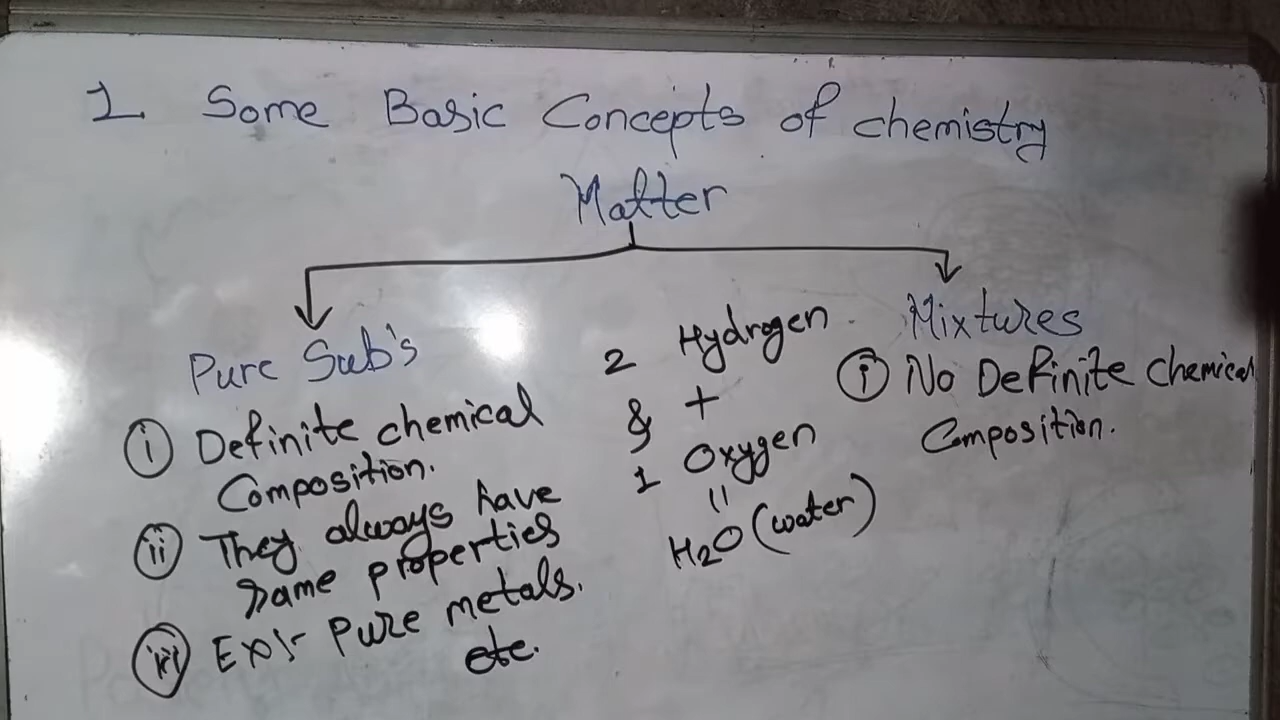 1. Some Basic Concepts of chemistry
Matter
Pure Sub's
i Definite chemical
Composition.
ii They always have
same properties
iii Ex:- Pure metals.
etc.
2 Hydrogen
& +
1 Oxygen
=
H2O (water)
Mixtures
i No Definite chemical
Composition.